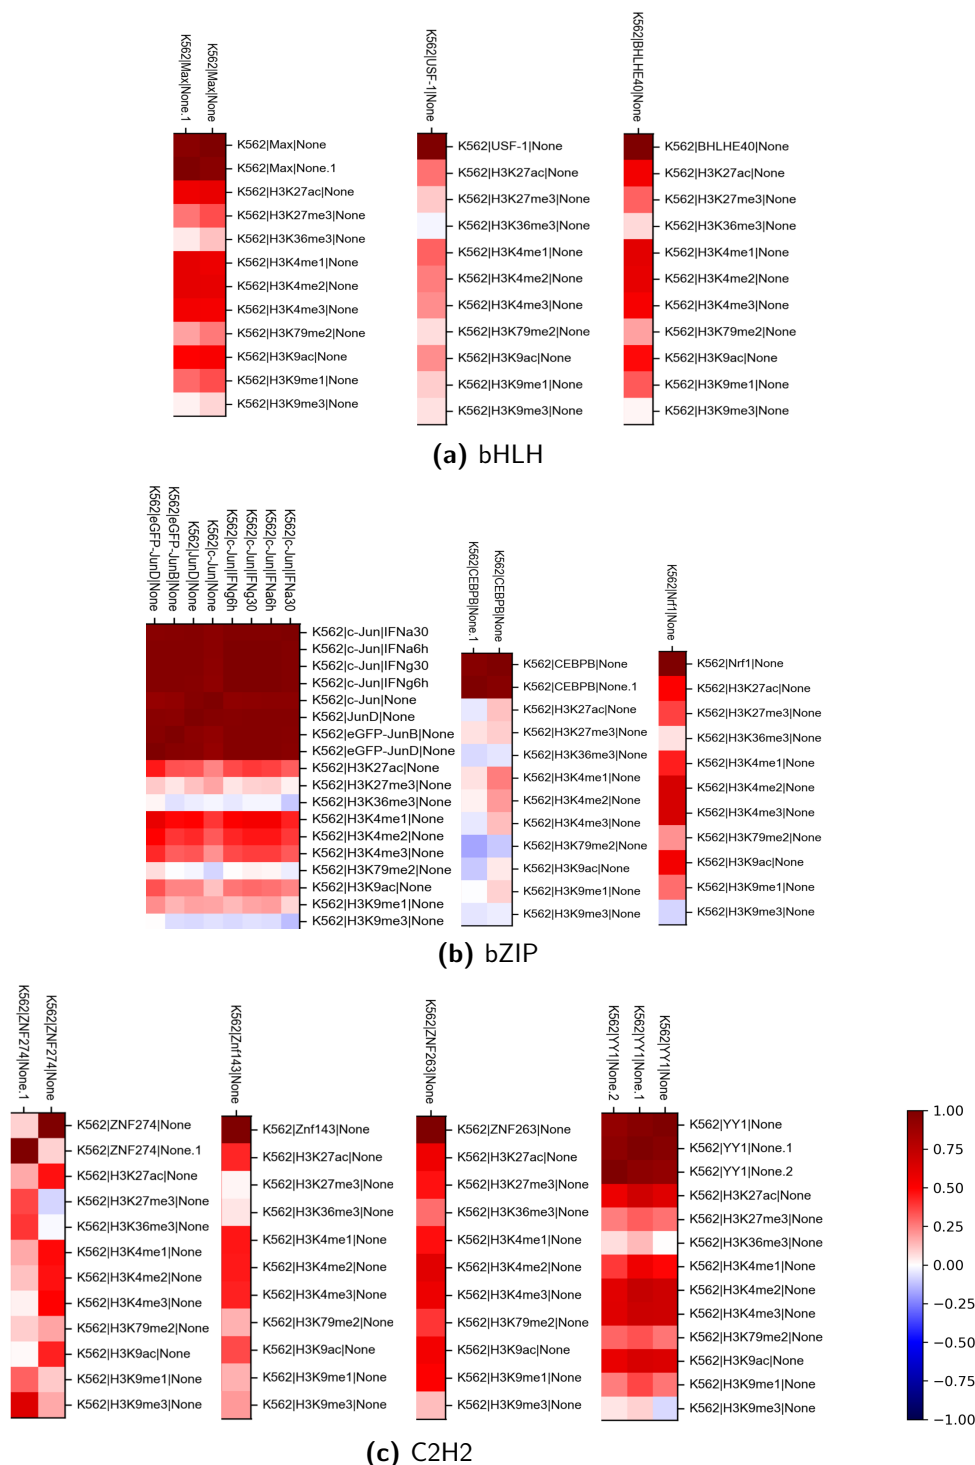 K562|Max|None.1
K562|Max|None
K562|Max|None
K562|Max|None.1
K562|H3K27ac|None
K562|H3K27me3|None
K562|H3K36me3|None
K562|H3K4me1|None
K562|H3K4me2|None
K562|H3K4me3|None
K562|H3K79me2|None
K562|H3K9ac|None
K562|H3K9me1|None
K562|H3K9me3|None
K562|USF-1|None
K562|USF-1|None
K562|H3K27ac|None
K562|H3K27me3|None
K562|H3K36me3|None
K562|H3K4me1|None
K562|H3K4me2|None
K562|H3K4me3|None
K562|H3K79me2|None
K562|H3K9ac|None
K562|H3K9me1|None
K562|H3K9me3|None
K562|BHLHE40|None
K562|BHLHE40|None
K562|H3K27ac|None
K562|H3K27me3|None
K562|H3K36me3|None
K562|H3K4me1|None
K562|H3K4me2|None
K562|H3K4me3|None
K562|H3K79me2|None
K562|H3K9ac|None
K562|H3K9me1|None
K562|H3K9me3|None
(a) bHLH
K562|eGFP-JunD|None
K562|eGFP-JunB|None
K562|JunD|None
K562|c-Jun|None
K562|c-Jun|IFNg6h
K562|c-Jun|IFNg30
K562|c-Jun|IFNa6h
K562|c-Jun|IFNa30
K562|c-Jun|IFNa30
K562|c-Jun|IFNa6h
K562|c-Jun|IFNg30
K562|c-Jun|IFNg6h
K562|c-Jun|None
K562|JunD|None
K562|eGFP-JunB|None
K562|eGFP-JunD|None
K562|H3K27ac|None
K562|H3K27me3|None
K562|H3K36me3|None
K562|H3K4me1|None
K562|H3K4me2|None
K562|H3K4me3|None
K562|H3K79me2|None
K562|H3K9ac|None
K562|H3K9me1|None
K562|H3K9me3|None
K562|CEBPB|None.1
K562|CEBPB|None
K562|CEBPB|None
K562|CEBPB|None.1
K562|H3K27ac|None
K562|H3K27me3|None
K562|H3K36me3|None
K562|H3K4me1|None
K562|H3K4me2|None
K562|H3K4me3|None
K562|H3K79me2|None
K562|H3K9ac|None
K562|H3K9me1|None
K562|H3K9me3|None
K562|Nrf1|None
K562|Nrf1|None
K562|H3K27ac|None
K562|H3K27me3|None
K562|H3K36me3|None
K562|H3K4me1|None
K562|H3K4me2|None
K562|H3K4me3|None
K562|H3K79me2|None
K562|H3K9ac|None
K562|H3K9me1|None
K562|H3K9me3|None
(b) bZIP
K562|ZNF274|None.1
K562|ZNF274|None
K562|ZNF274|None
K562|ZNF274|None.1
K562|H3K27ac|None
K562|H3K27me3|None
K562|H3K36me3|None
K562|H3K4me1|None
K562|H3K4me2|None
K562|H3K4me3|None
K562|H3K79me2|None
K562|H3K9ac|None
K562|H3K9me1|None
K562|H3K9me3|None
K562|Znf143|None
K562|Znf143|None
K562|H3K27ac|None
K562|H3K27me3|None
K562|H3K36me3|None
K562|H3K4me1|None
K562|H3K4me2|None
K562|H3K4me3|None
K562|H3K79me2|None
K562|H3K9ac|None
K562|H3K9me1|None
K562|H3K9me3|None
K562|ZNF263|None
K562|ZNF263|None
K562|H3K27ac|None
K562|H3K27me3|None
K562|H3K36me3|None
K562|H3K4me1|None
K562|H3K4me2|None
K562|H3K4me3|None
K562|H3K79me2|None
K562|H3K9ac|None
K562|H3K9me1|None
K562|H3K9me3|None
K562|YY1|None.2
K562|YY1|None.1
K562|YY1|None
K562|YY1|None
K562|YY1|None.1
K562|YY1|None.2
K562|H3K27ac|None
K562|H3K27me3|None
K562|H3K36me3|None
K562|H3K4me1|None
K562|H3K4me2|None
K562|H3K4me3|None
K562|H3K79me2|None
K562|H3K9ac|None
K562|H3K9me1|None
K562|H3K9me3|None
1.00
0.75
0.50
0.25
0.00
−0.25
−0.50
−0.75
−1.00
(c) C2H2